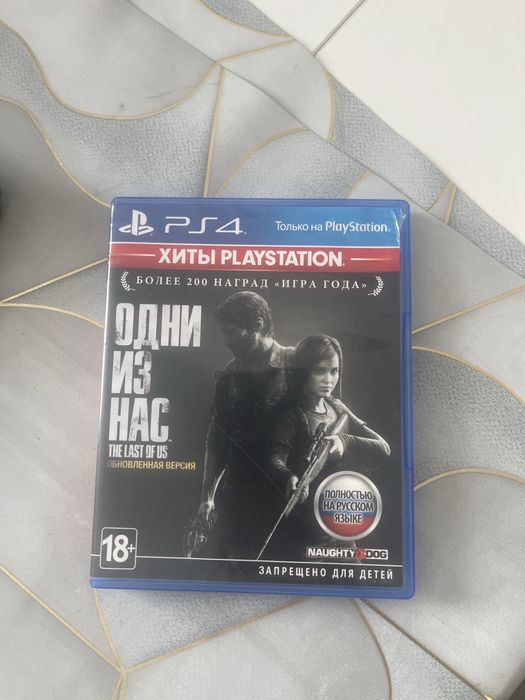 PS4
Только на PlayStation
ХИТЫ PLAYSTATION
БОЛЕЕ 200 НАГРАД «ИГРА ГОДА»
ОДНИ
ИЗ
НАС
THE LAST OF US
ОБНОВЛЕННАЯ ВЕРСИЯ
ПОЛНОСТЬЮ
НА РУССКОМ
ЯЗЫКЕ
18+
NAUGHTY DOG
ЗАПРЕЩЕНО ДЛЯ ДЕТЕЙ